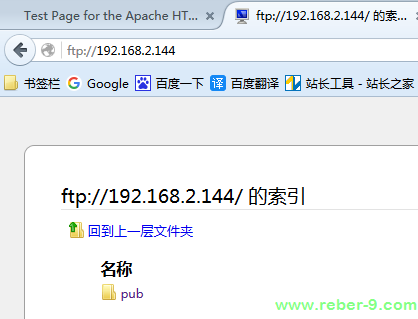 Test Page for the Apache HT...
ftp://192.168.2.144/ 的索...
ftp://192.168.2.144
书签栏 Google 百度一下 译 百度翻译 站长工具 - 站长之家
ftp://192.168.2.144/ 的索引
回到上一层文件夹
名称
pub
www.reber-9.com